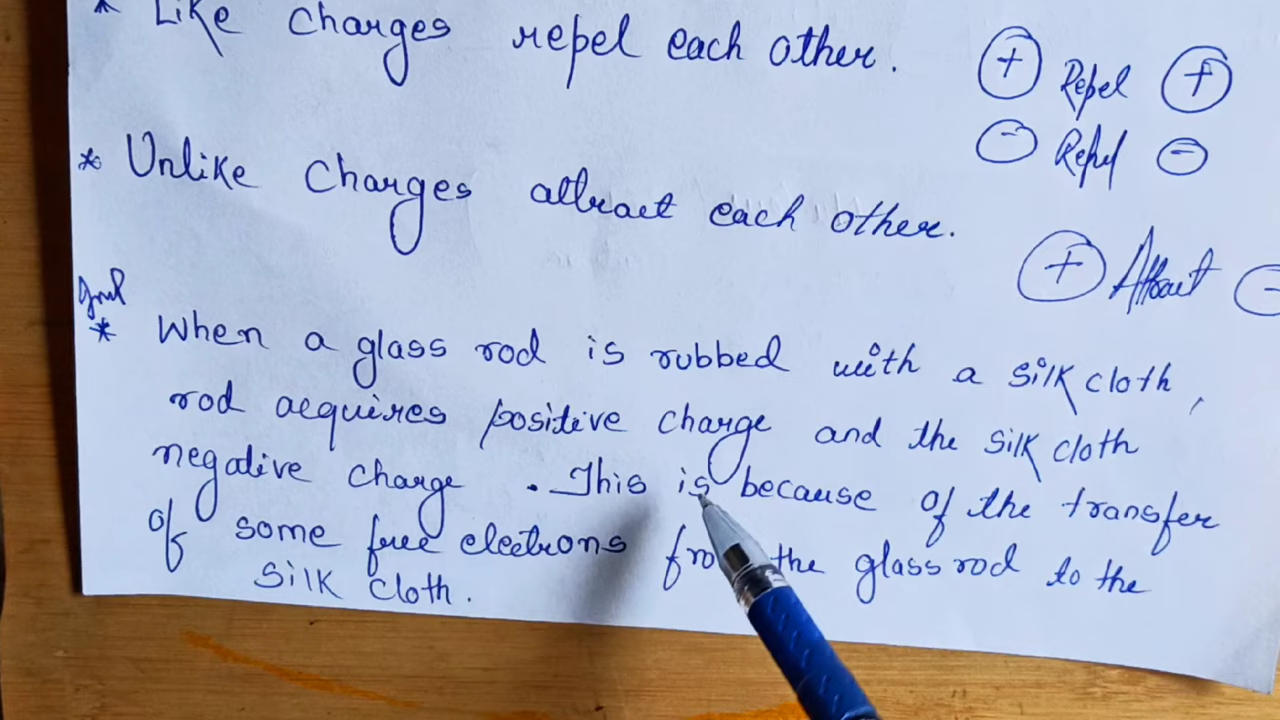 * Like charges repel each other.
+ Repel +
- Repel -
* Unlike charges attract each other.
+ Attract -
* When a glass rod is rubbed with a silk cloth,
rod acquires positive charge and the silk cloth
negative charge. This is because of the transfer
of some free electrons from the glass rod to the
silk cloth.